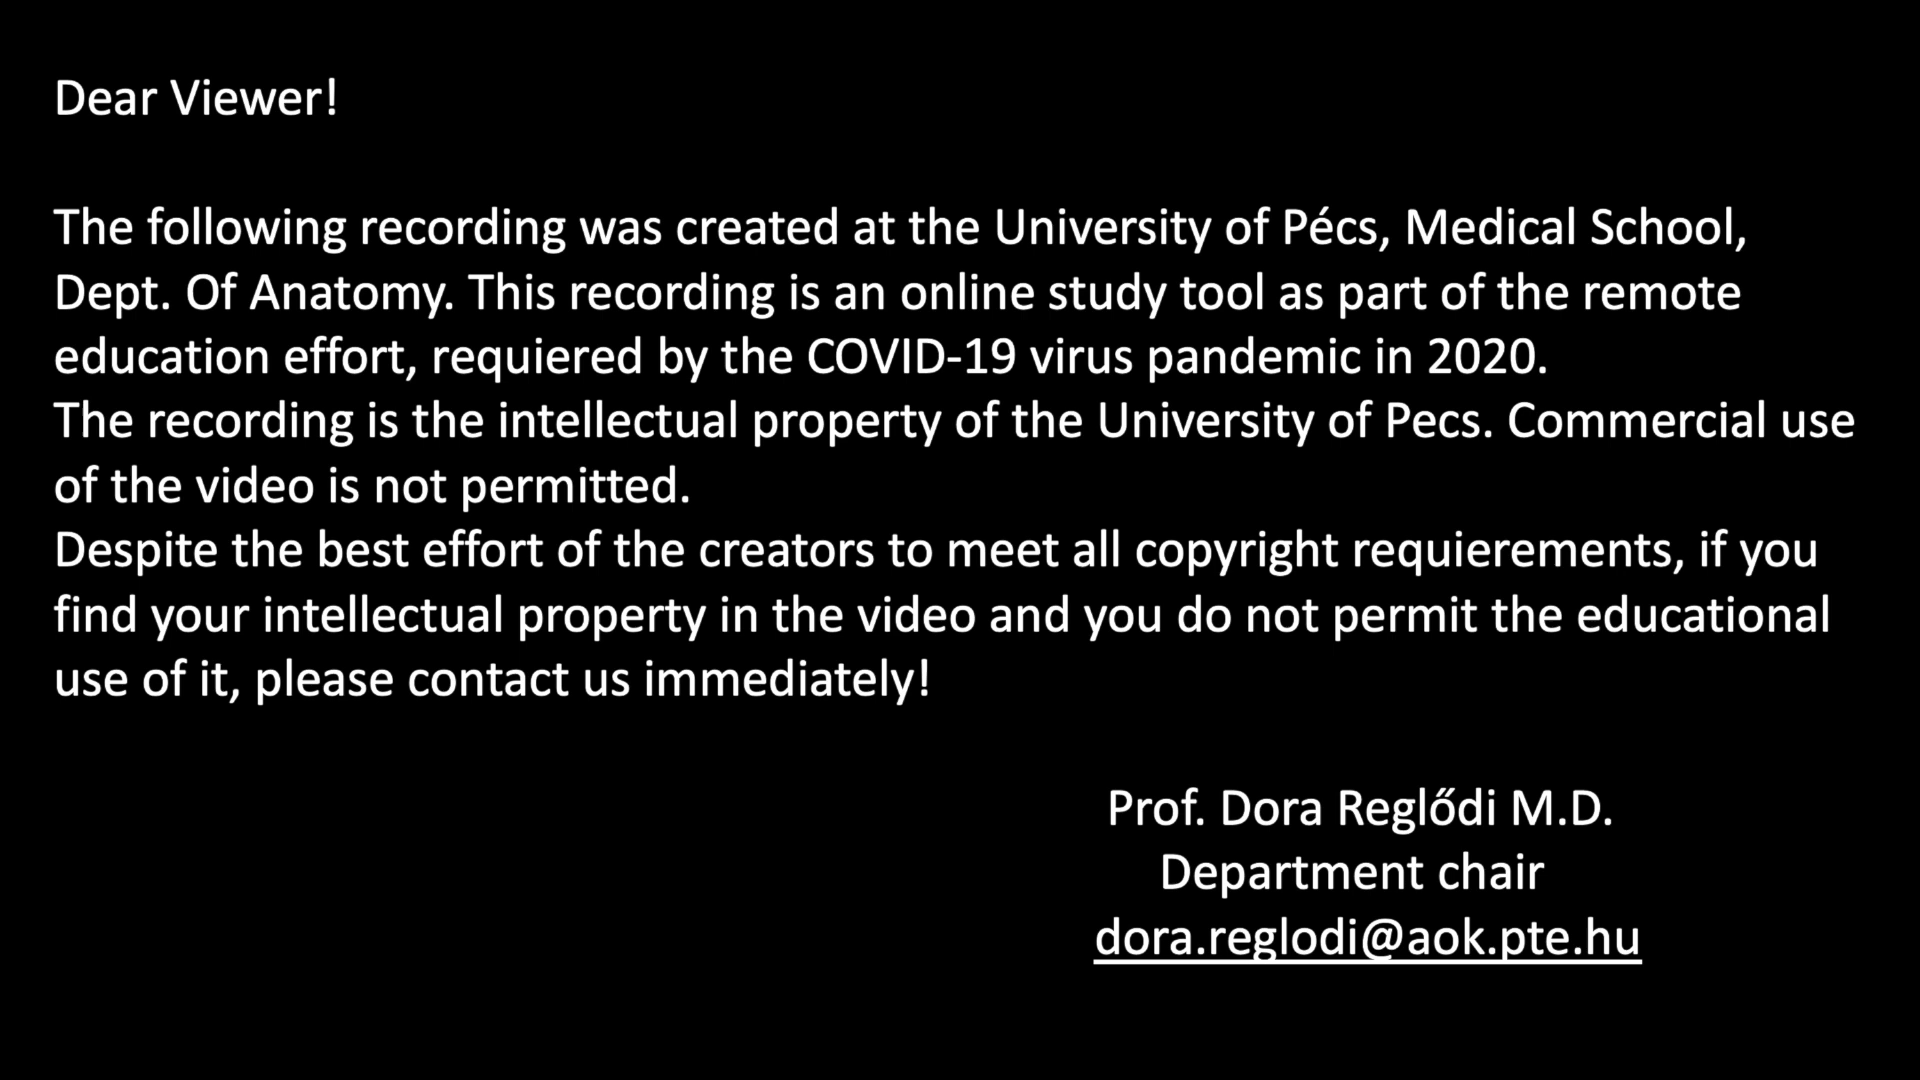 Dear Viewer!
The following recording was created at the University of Pécs, Medical School,
Dept. Of Anatomy. This recording is an online study tool as part of the remote
education effort, requiered by the COVID-19 virus pandemic in 2020.
The recording is the intellectual property of the University of Pecs. Commercial use
of the video is not permitted.
Despite the best effort of the creators to meet all copyright requierements, if you
find your intellectual property in the video and you do not permit the educational
use of it, please contact us immediately!
Prof. Dora Reglődi M.D.
Department chair
dora.reglodi@aok.pte.hu